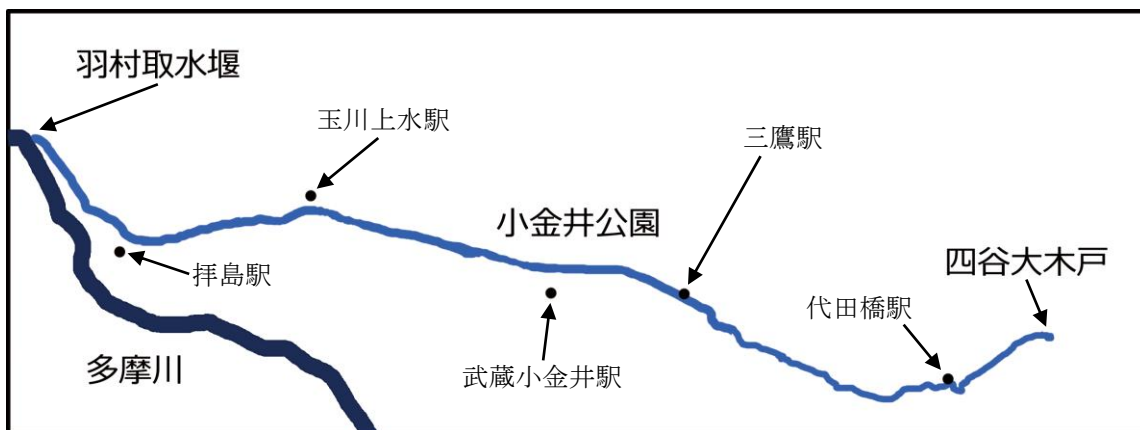 羽村取水堰
玉川上水駅
三鷹駅
小金井公園
四谷大木戸
拝島駅
代田橋駅
多摩川
武蔵小金井駅